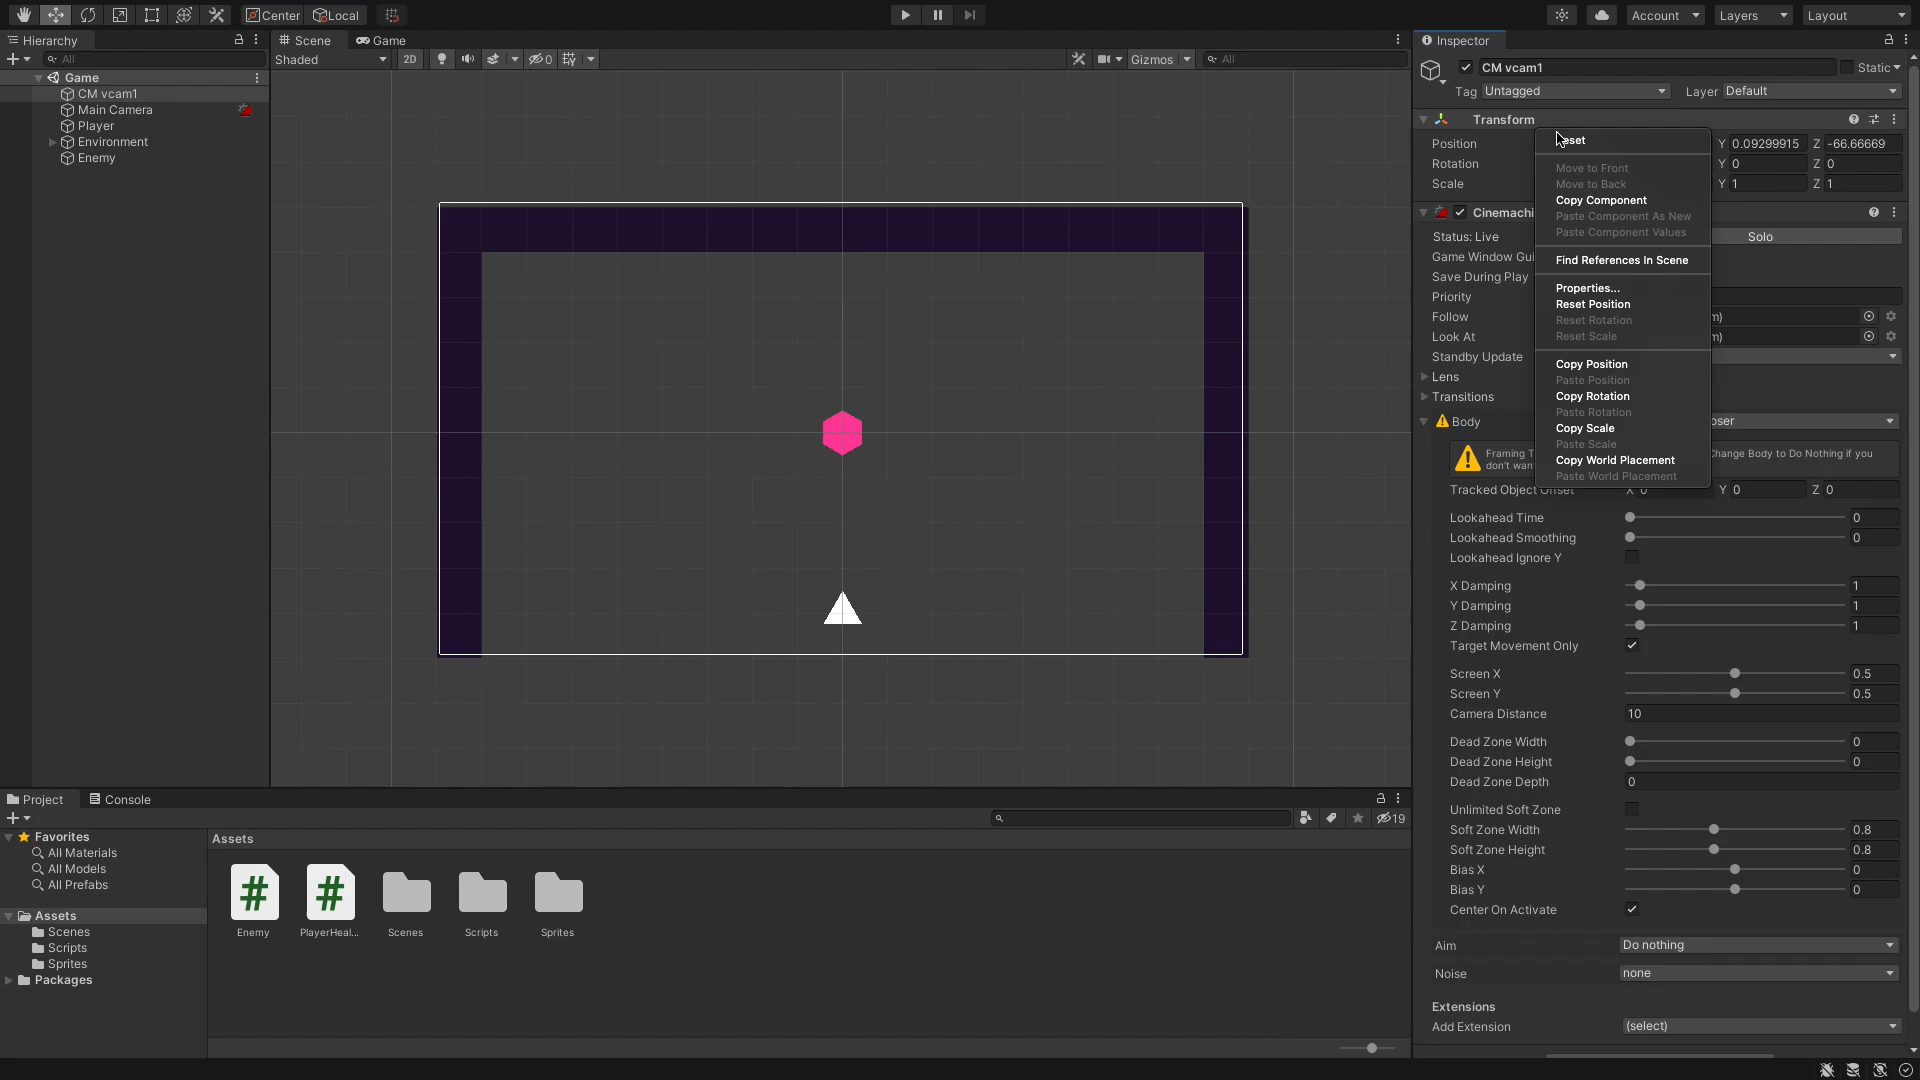 Center
Local
Account
Layers
Layout
Hierarchy
All
Game
CM vcam1
Main Camera
Player
Environment
Enemy
Scene
Game
Shaded
2D
0
Gizmos
All
Inspector
CM vcam1
Static
Tag
Untagged
Layer
Default
Transform
Position
Y 0.09299915 Z -66.66669
Rotation
Y 0 Z 0
Scale
Y 1 Z 1
Move to Front
Move to Back
Copy Component
Paste Component As New
Paste Component Values
Find References In Scene
Properties...
Reset Position
Reset Rotation
Reset Scale
Copy Position
Paste Position
Copy Rotation
Paste Rotation
Copy Scale
Paste Scale
Copy World Placement
Paste World Placement
Status: Live
Solo
Save During Play
Priority
Follow
Look At
Standby Update
Lens
Transitions
Body
Change Body to Do Nothing if you
Tracked Object Offset
X 0 Y 0 Z 0
Lookahead Time 0
Lookahead Smoothing 0
Lookahead Ignore Y
X Damping 1
Y Damping 1
Z Damping 1
Target Movement Only
Screen X 0.5
Screen Y 0.5
Camera Distance 10
Dead Zone Width 0
Dead Zone Height 0
Dead Zone Depth 0
Unlimited Soft Zone
Soft Zone Width 0.8
Soft Zone Height 0.8
Bias X 0
Bias Y 0
Center On Activate
Aim Do nothing
Noise none
Extensions
Add Extension (select)
Project
Console
19
Favorites
All Materials
All Models
All Prefabs
Assets
Scenes
Scripts
Sprites
Packages
Assets
Enemy
PlayerHeal...
Scenes
Scripts
Sprites